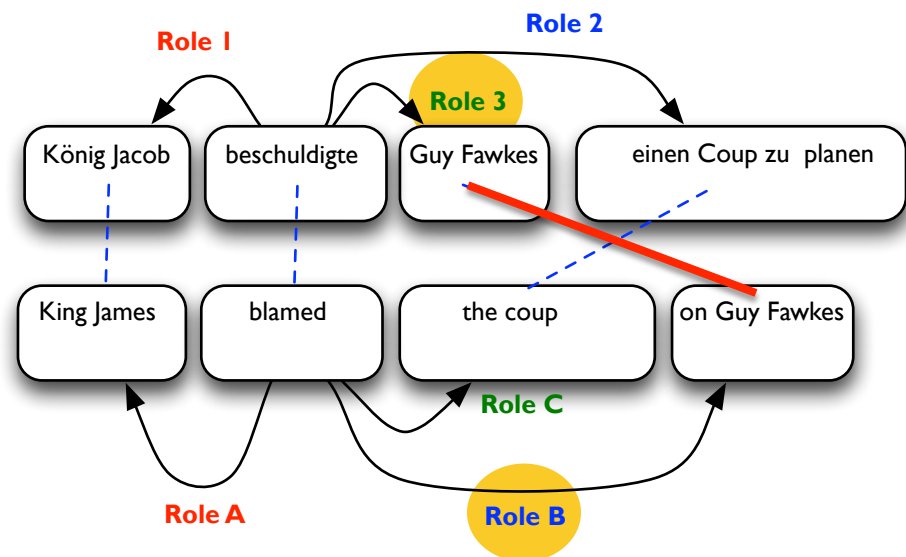 Role 1
Role 2
Role 3
König Jacob
beschuldigte
Guy Fawkes
einen Coup zu planen
King James
blamed
the coup
on Guy Fawkes
Role C
Role A
Role B